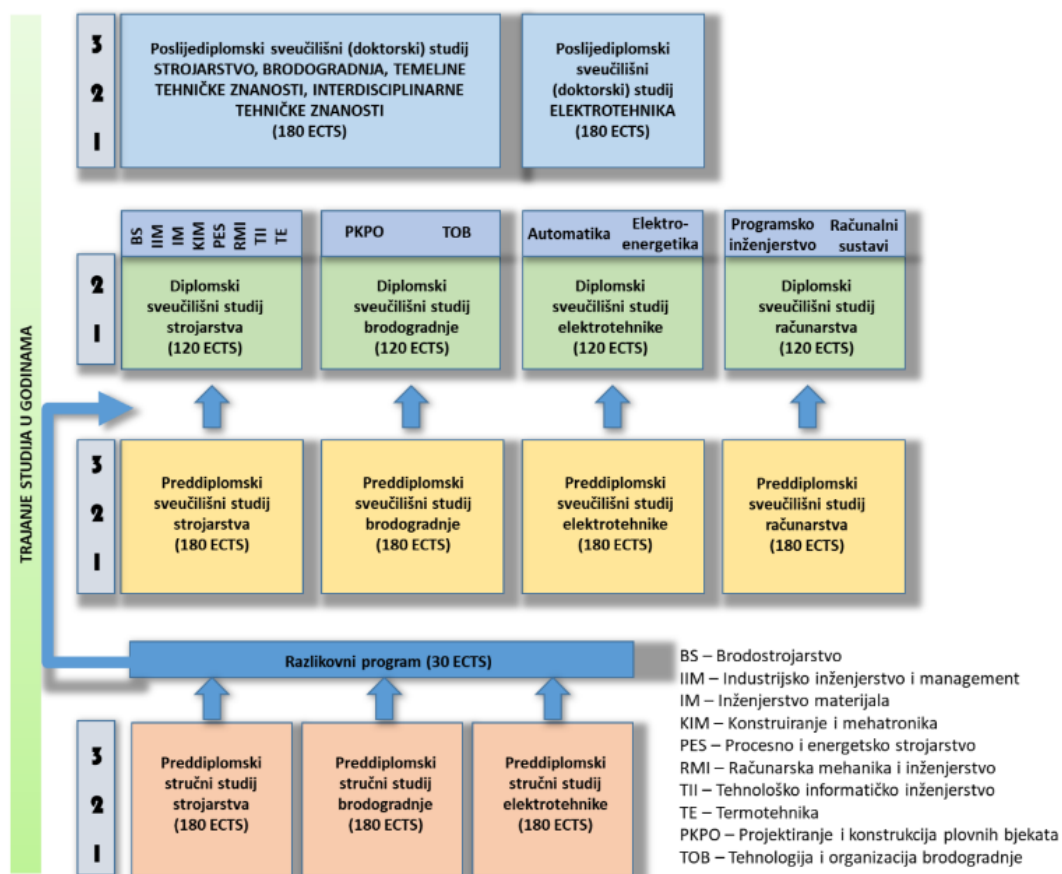 TRAJANJE STUDIJA U GODINAMA
3
2
1
Poslijediplomski sveučilišni (doktorski) studij
STROJARSTVO, BRODOGRADNJA, TEMELJNE
TEHNIČKE ZNANOSTI, INTERDISCIPLINARNE
TEHNIČKE ZNANOSTI
(180 ECTS)
Poslijediplomski
sveučilišni
(doktorski) studij
ELEKTROTEHNIKA
(180 ECTS)
BS
IIM
IM
KIM
PES
RMI
TII
TE
PKPO
TOB
Automatika
Elektro-
energetika
Programsko
inženjerstvo
Računalni
sustavi
2
1
Diplomski
sveučilišni studij
strojarstva
(120 ECTS)
Diplomski
sveučilišni studij
brodogradnje
(120 ECTS)
Diplomski
sveučilišni studij
elektrotehnike
(120 ECTS)
Diplomski
sveučilišni studij
računarstva
(120 ECTS)
3
2
1
Preddiplomski
sveučilišni studij
strojarstva
(180 ECTS)
Preddiplomski
sveučilišni studij
brodogradnje
(180 ECTS)
Preddiplomski
sveučilišni studij
elektrotehnike
(180 ECTS)
Preddiplomski
sveučilišni studij
računarstva
(180 ECTS)
Razlikovni program (30 ECTS)
3
2
1
Preddiplomski
stručni studij
strojarstva
(180 ECTS)
Preddiplomski
stručni studij
brodogradnje
(180 ECTS)
Preddiplomski
stručni studij
elektrotehnike
(180 ECTS)
BS – Brodostrojarstvo
IIM – Industrijsko inženjerstvo i management
IM – Inženjerstvo materijala
KIM – Konstruiranje i mehatronika
PES – Procesno i energetsko strojarstvo
RMI – Računarska mehanika i inženjerstvo
TII – Tehnološko informatičko inženjerstvo
TE – Termotehnika
PKPO – Projektiranje i konstrukcija plovnih bjekata
TOB – Tehnologija i organizacija brodogradnje